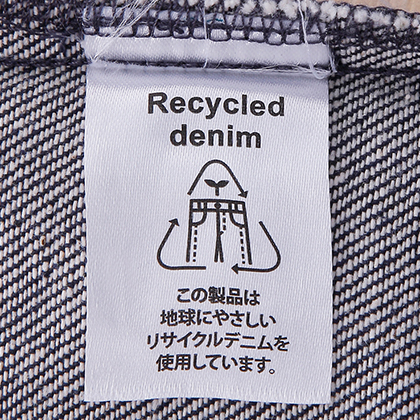 Recycled
denim
この製品は
地球にやさしい
リサイクルデニムを
使用しています。